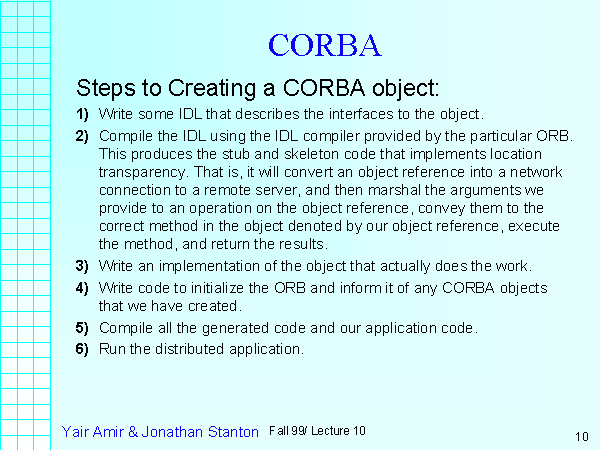 CORBA
Steps to Creating a CORBA object:
1) Write some IDL that describes the interfaces to the object.
2) Compile the IDL using the IDL compiler provided by the particular ORB.
This produces the stub and skeleton code that implements location
transparency. That is, it will convert an object reference into a network
connection to a remote server, and then marshal the arguments we
provide to an operation on the object reference, convey them to the
correct method in the object denoted by our object reference, execute
the method, and return the results.
3) Write an implementation of the object that actually does the work.
4) Write code to initialize the ORB and inform it of any CORBA objects
that we have created.
5) Compile all the generated code and our application code.
6) Run the distributed application.
Yair Amir & Jonathan Stanton Fall 99/ Lecture 10
10